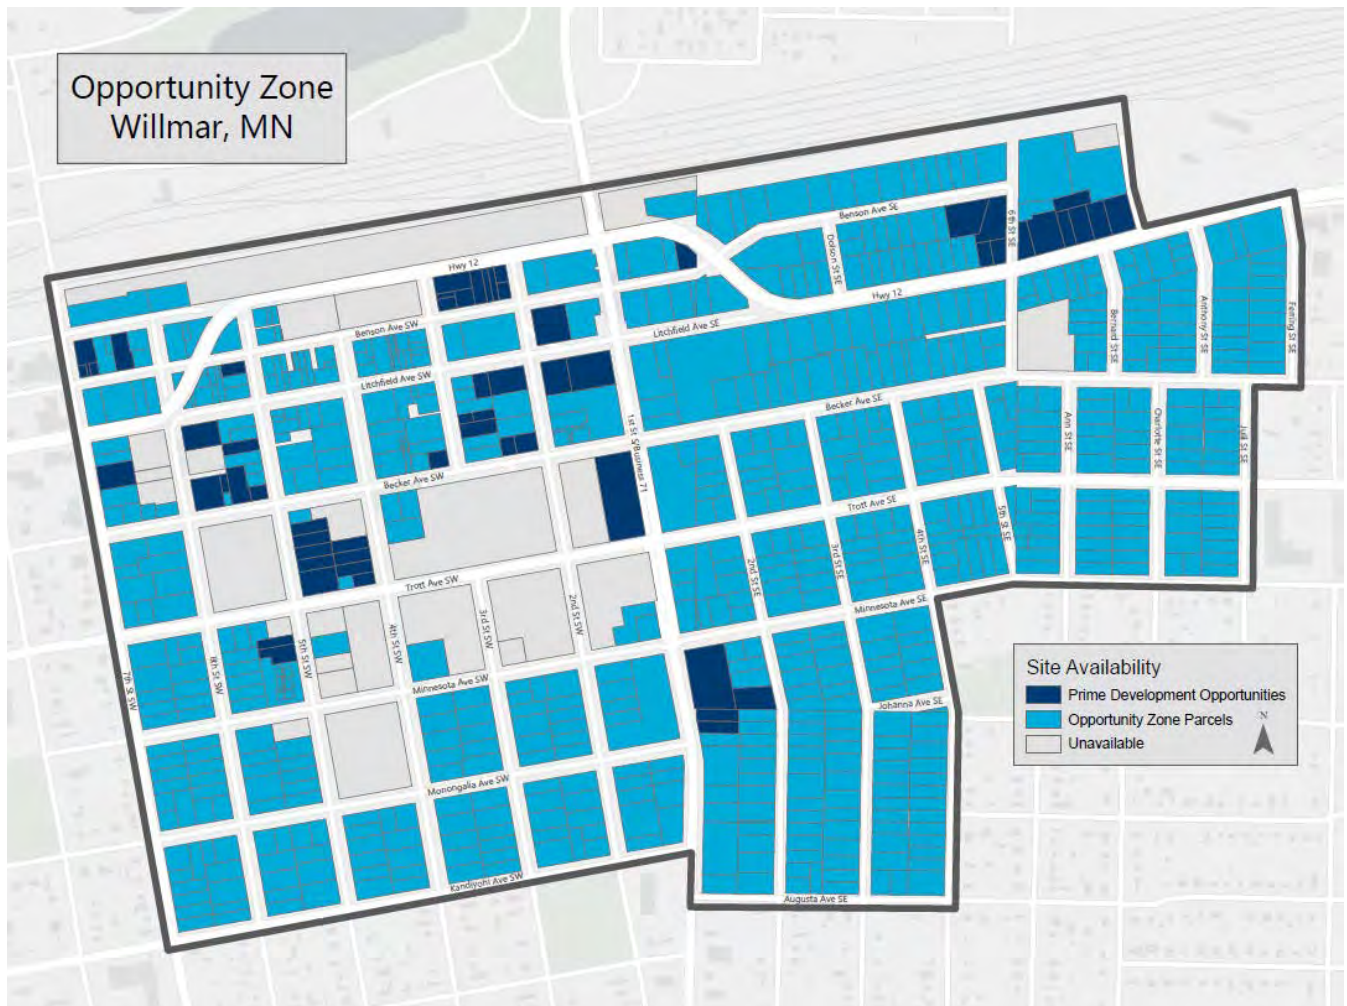 Opportunity Zone
Willmar, MN
Benson Ave SE
6th St SE
Dotson St SE
Hwy 12
Hwy 12
Benson Ave SW
Litchfield Ave SE
Bernard St SE
Anthony St SE
Ferring St SE
Litchfield Ave SW
Becker Ave SE
1st St S/Business 71
Ann St SE
Charlotte St SE
Julii St SE
Becker Ave SW
Trott Ave SE
5th St SE
4th St SE
3rd St SE
2nd St SE
Trott Ave SW
2nd St SW
3rd St SW
4th St SW
5th St SW
6th St SW
7th St SW
Minnesota Ave SE
Minnesota Ave SW
Johanna Ave SE
Monongalia Ave SW
Kandiyohi Ave SW
Augusta Ave SE
Site Availability
Prime Development Opportunities
Opportunity Zone Parcels
Unavailable
N